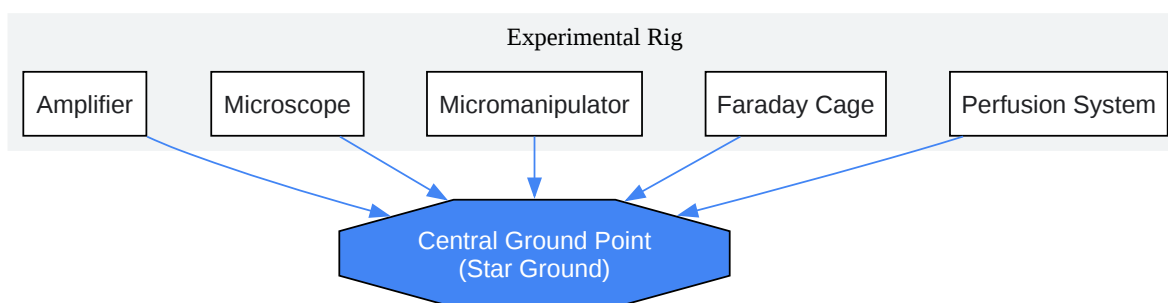 Experimental Rig
Amplifier
Microscope
Micromanipulator
Faraday Cage
Perfusion System
Central Ground Point
(Star Ground)